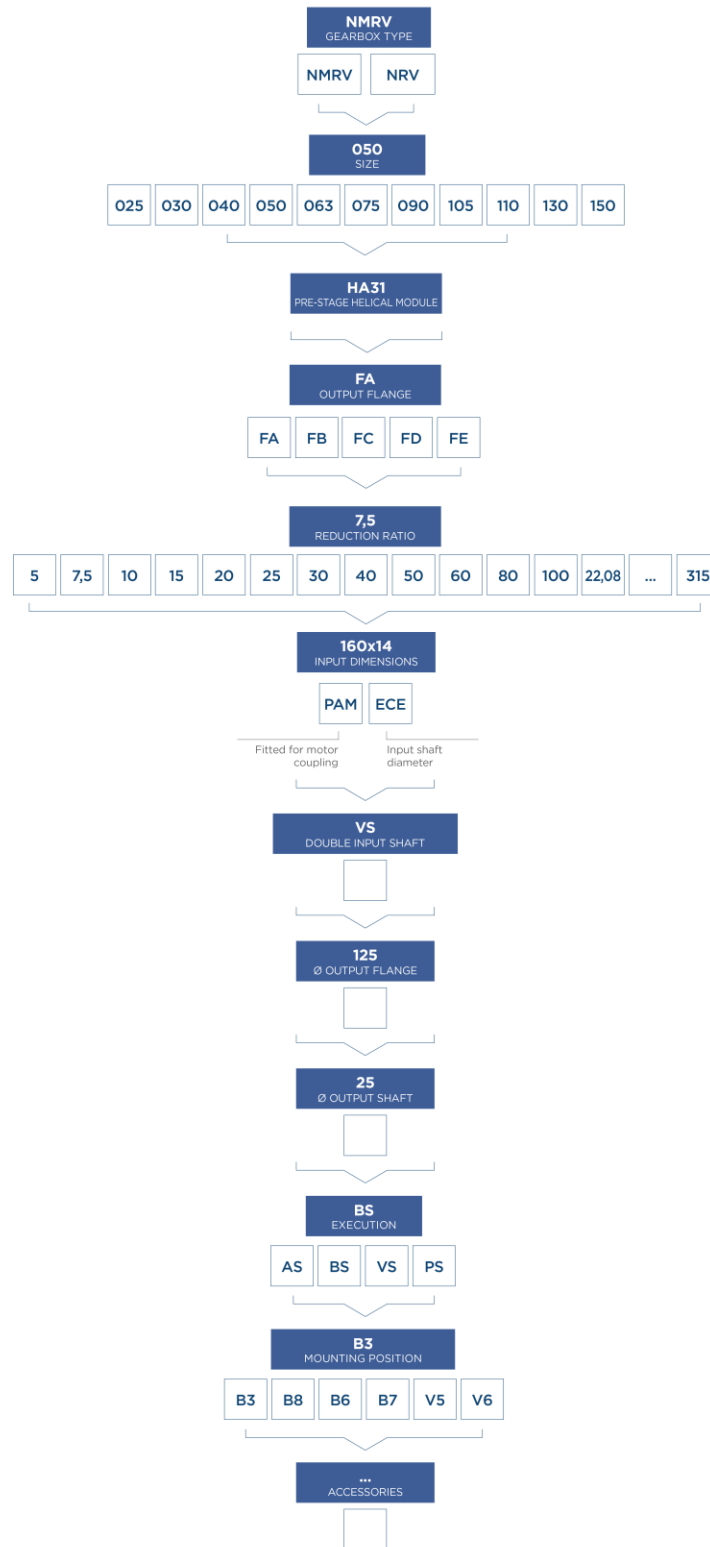 NMRV
GEARBOX TYPE
NMRV NRV
050
SIZE
025 030 040 050 063 075 090 105 110 130 150
HA31
PRE-STAGE HELICAL MODULE
FA
OUTPUT FLANGE
FA FB FC FD FE
7,5
REDUCTION RATIO
5 7,5 10 15 20 25 30 40 50 60 80 100 22,08 ... 315
160x14
INPUT DIMENSIONS
PAM ECE
Fitted for motor
coupling
Input shaft
diameter
VS
DOUBLE INPUT SHAFT
125
Ø OUTPUT FLANGE
25
Ø OUTPUT SHAFT
BS
EXECUTION
AS BS VS PS
B3
MOUNTING POSITION
B3 B8 B6 B7 V5 V6
...
ACCESSORIES